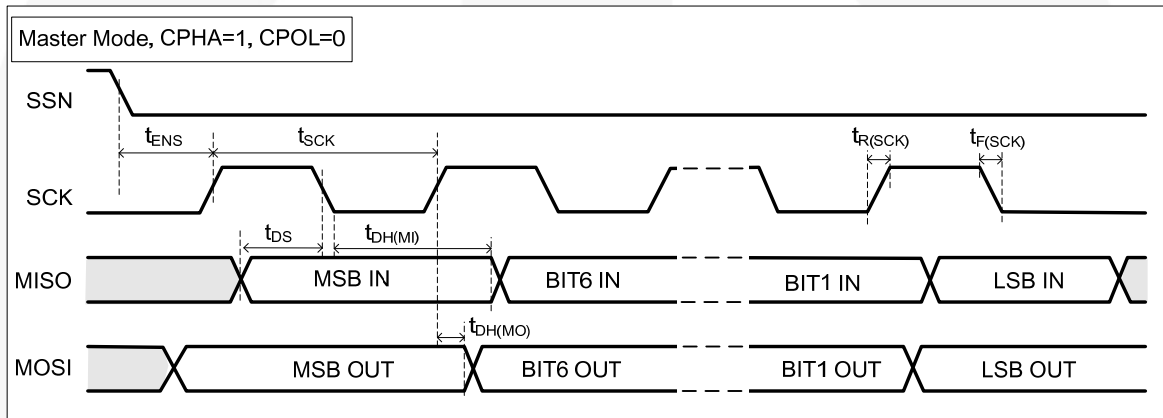 Master Mode, CPHA=1, CPOL=0
SSN
tENS
tSCK
tR(SCK)
tF(SCK)
SCK
tDS
tDH(MI)
MISO
MSB IN
BIT6 IN
BIT1 IN
LSB IN
tDH(MO)
MOSI
MSB OUT
BIT6 OUT
BIT1 OUT
LSB OUT